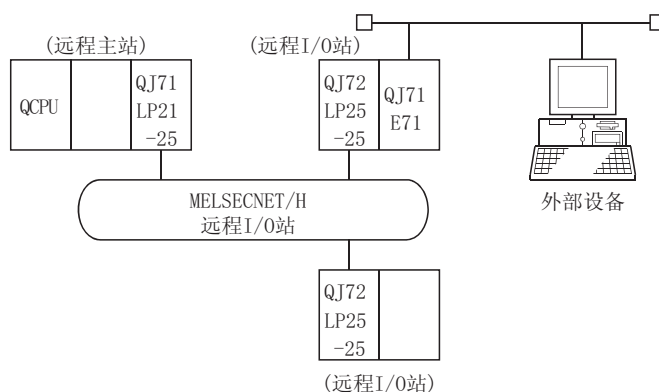 (远程主站)
(远程I/O站)
QCPU
QJ71
LP21
-25
QJ72
LP25
-25
QJ71
E71
MELSECNET/H
远程I/O站
外部设备
QJ72
LP25
-25
(远程I/O站)